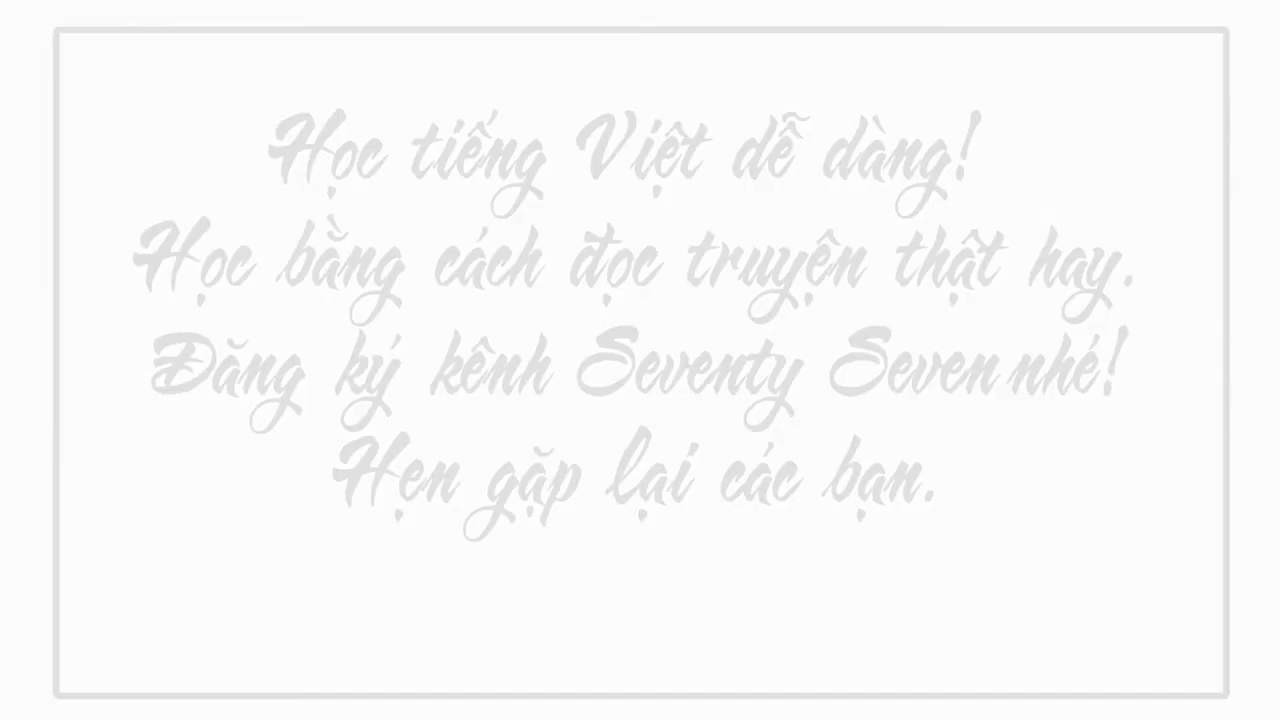 Học tiếng Việt dễ dàng!
Học bằng cách đọc truyện thật hay.
Đăng ký kênh Seventy Seven nhé!
Hẹn gặp lại các bạn.